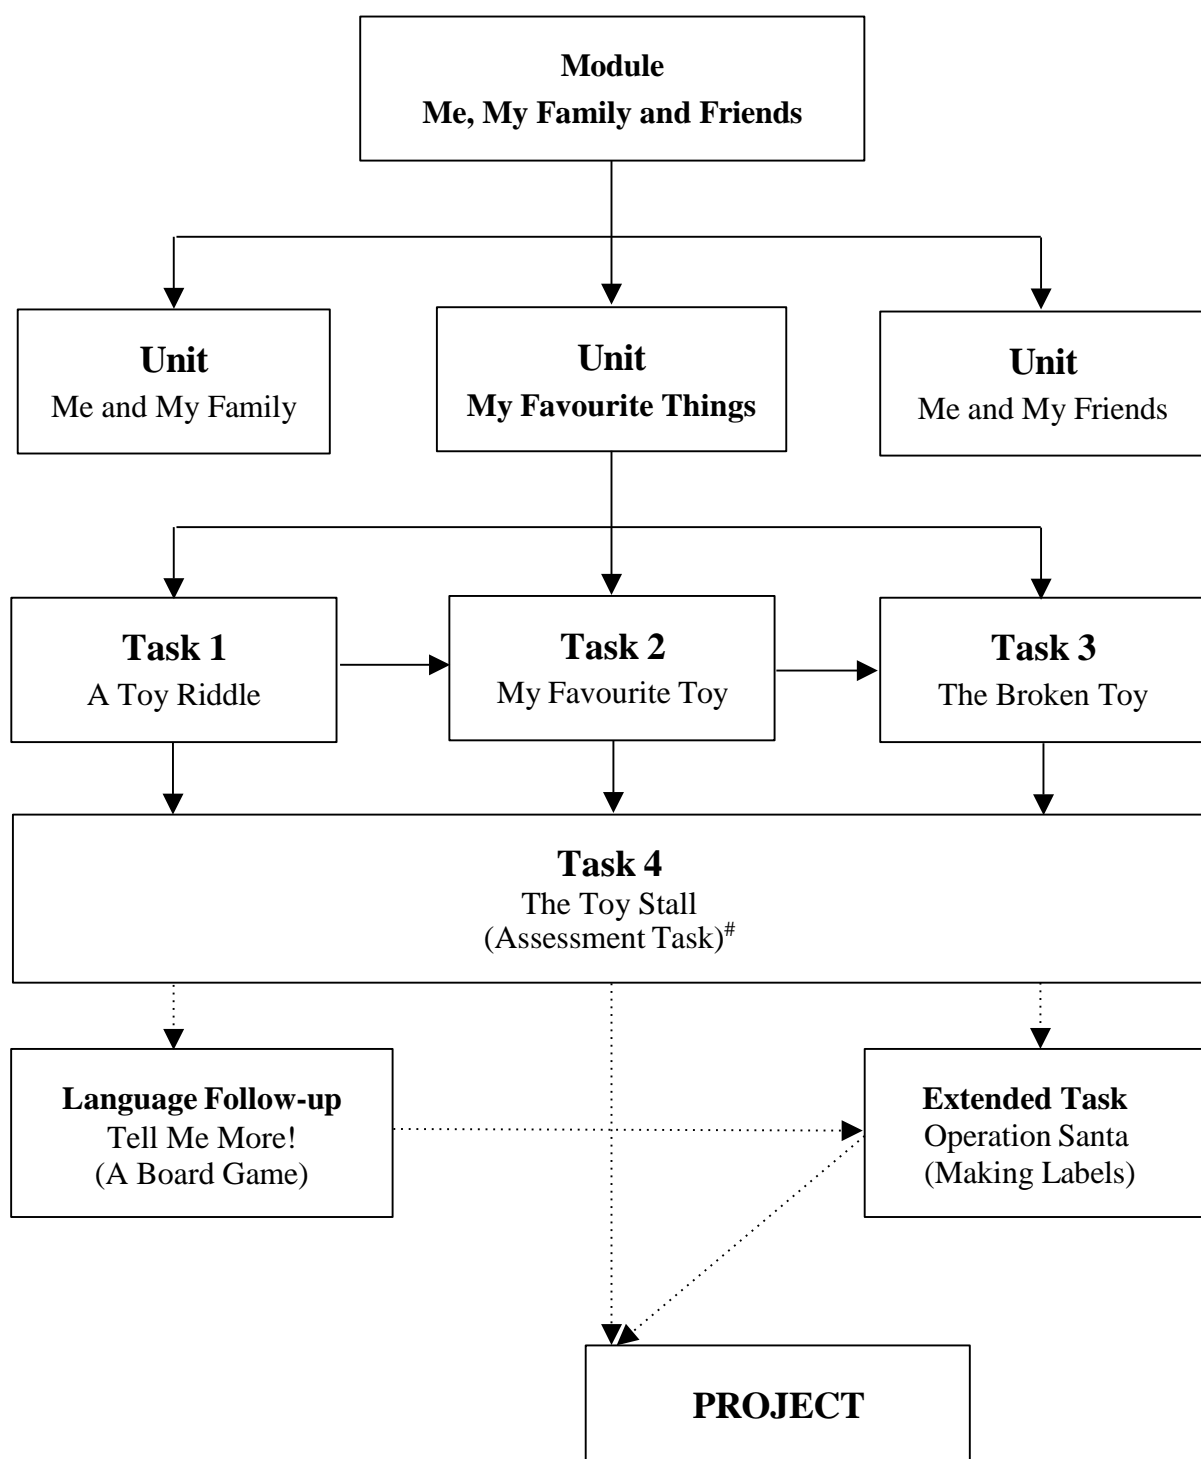 Module
Me, My Family and Friends
Unit
Me and My Family
Unit
My Favourite Things
Unit
Me and My Friends
Task 1
A Toy Riddle
Task 2
My Favourite Toy
Task 3
The Broken Toy
Task 4
The Toy Stall
(Assessment Task)#
Language Follow-up
Tell Me More!
(A Board Game)
Extended Task
Operation Santa
(Making Labels)
PROJECT